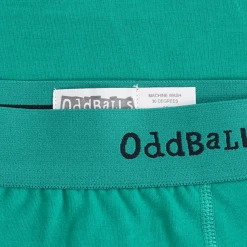 OddBalls
MACHINE WASH
30 DEGREES
OddBalls